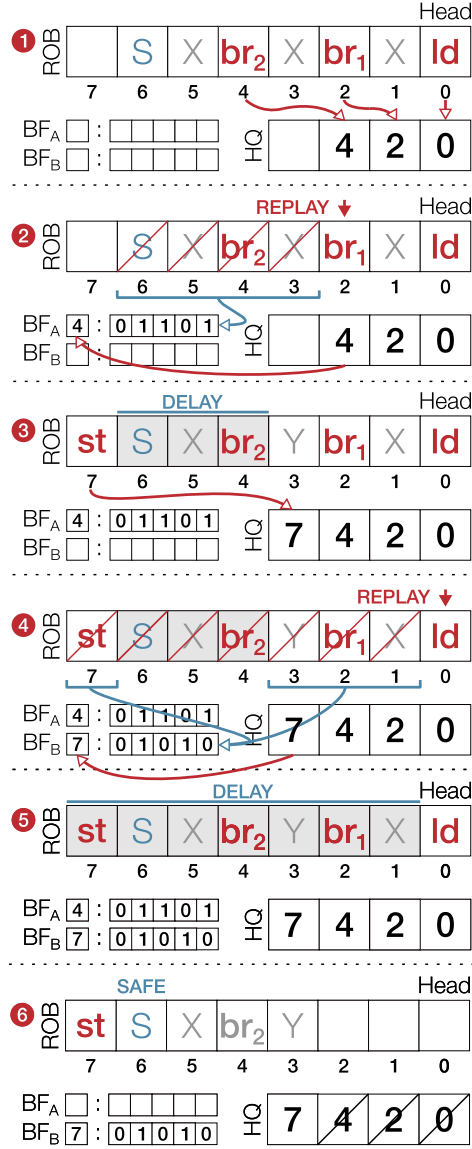 Head
1 ROB S X br2 X br1 X ld
7 6 5 4 3 2 1 0
BFA :
BFB
HQ 4 2 0
REPLAY Head
2 ROB S X br2 X br1 X ld
7 6 5 4 3 2 1 0
BFA 4 : 0 1 1 0 1
BFB
HQ 4 2 0
DELAY Head
3 ROB st S X br2 Y br1 X ld
7 6 5 4 3 2 1 0
BFA 4 : 0 1 1 0 1
BFB
HQ 7 4 2 0
REPLAY
4 ROB st S X br2 Y br1 X ld
7 6 5 4 3 2 1 0
BFA 4 : 0 1 1 0 1
BFB 7 : 0 1 0 1 0
HQ 7 4 2 0
DELAY Head
5 ROB st S X br2 Y br1 X ld
7 6 5 4 3 2 1 0
BFA 4 : 0 1 1 0 1
BFB 7 : 0 1 0 1 0
HQ 7 4 2 0
SAFE Head
6 ROB st S X br2 Y
7 6 5 4 3 2 1 0
BFA :
BFB 7 : 0 1 0 1 0
HQ 7 4 2 0